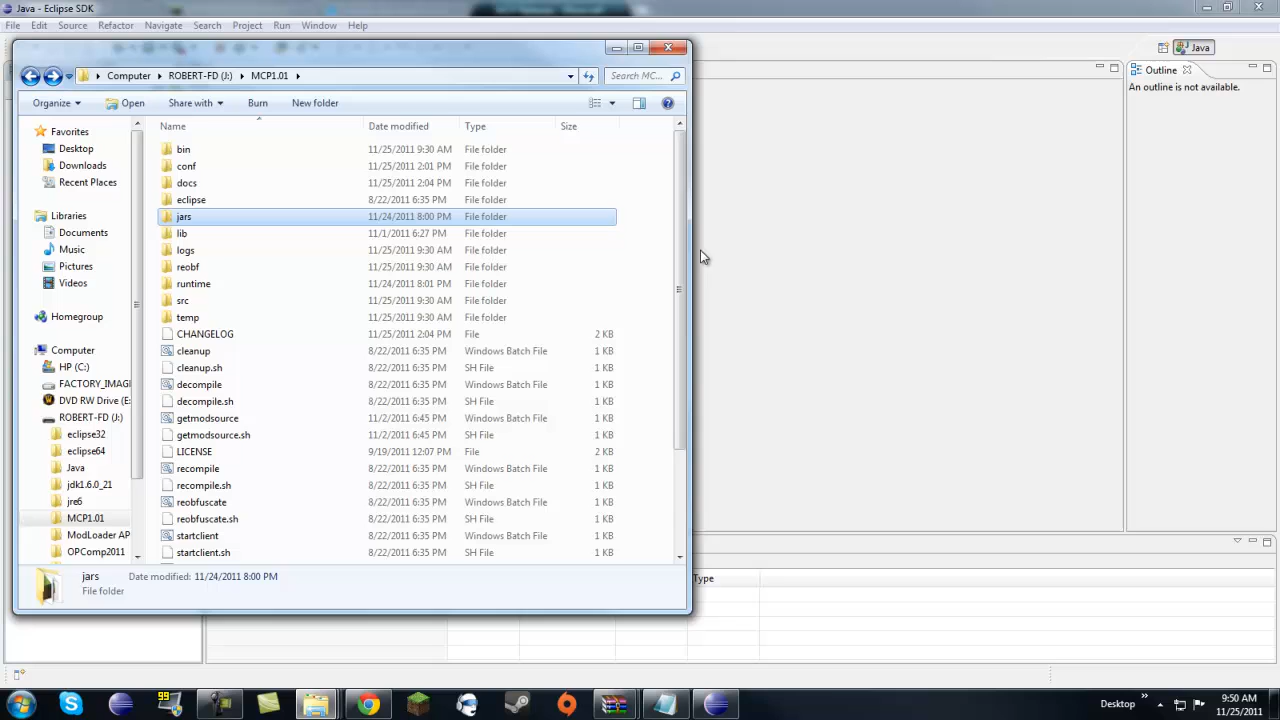 Java - Eclipse SDK
File Edit Source Refactor Navigate Search Project Run Window Help
Java
Computer ROBERT-FD (J:) MCP1.01 Search MC...
Organize Open Share with Burn New folder
Outline
An outline is not available.
Name Date modified Type Size
Favorites
Desktop
Downloads
Recent Places
Libraries
Documents
Music
Pictures
Videos
Homegroup
Computer
HP (C:)
FACTORY_IMAG
DVD RW Drive (E:
ROBERT-FD (J:)
eclipse32
eclipse64
Java
jdk1.6.0_21
jre6
MCP1.01
ModLoader AP
OPComp2011
bin 11/25/2011 9:30 AM File folder
conf 11/25/2011 2:01 PM File folder
docs 11/25/2011 2:04 PM File folder
eclipse 8/22/2011 6:35 PM File folder
jars 11/24/2011 8:00 PM File folder
lib 11/1/2011 6:27 PM File folder
logs 11/25/2011 9:30 AM File folder
reobf 11/25/2011 9:30 AM File folder
runtime 11/24/2011 8:01 PM File folder
src 11/25/2011 9:30 AM File folder
temp 11/25/2011 9:30 AM File folder
CHANGELOG 11/25/2011 2:04 PM File 2 KB
cleanup 8/22/2011 6:35 PM Windows Batch File 1 KB
cleanup.sh 8/22/2011 6:35 PM SH File 1 KB
decompile 8/22/2011 6:35 PM Windows Batch File 1 KB
decompile.sh 8/22/2011 6:35 PM SH File 1 KB
getmodsource 11/2/2011 6:45 PM Windows Batch File 1 KB
getmodsource.sh 11/2/2011 6:45 PM SH File 1 KB
LICENSE 9/19/2011 12:07 PM File 2 KB
recompile 8/22/2011 6:35 PM Windows Batch File 1 KB
recompile.sh 8/22/2011 6:35 PM SH File 1 KB
reobfuscate 8/22/2011 6:35 PM Windows Batch File 1 KB
reobfuscate.sh 8/22/2011 6:35 PM SH File 1 KB
startclient 8/22/2011 6:35 PM Windows Batch File 1 KB
startclient.sh 8/22/2011 6:35 PM SH File 1 KB
jars Date modified: 11/24/2011 8:00 PM
File folder
Type
99
Desktop
9:50 AM
11/25/2011